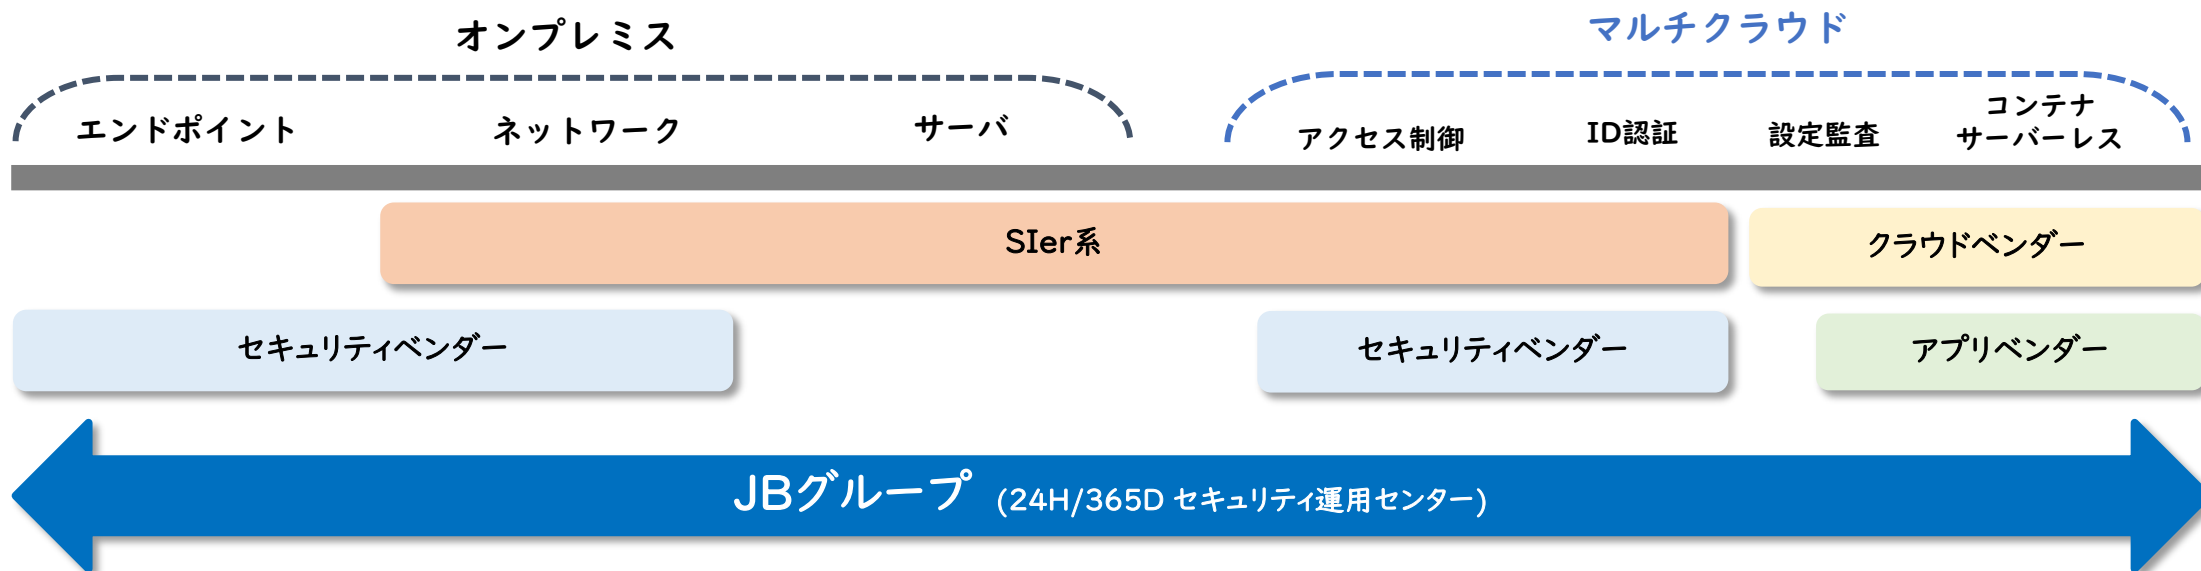 オンプレミス
マルチクラウド
エンドポイント
ネットワーク
サーバ
アクセス制御
ID認証
設定監査
コンテナ
サーバーレス
SIer系
クラウドベンダー
セキュリティベンダー
セキュリティベンダー
アプリベンダー
JBグループ (24H/365D セキュリティ運用センター)